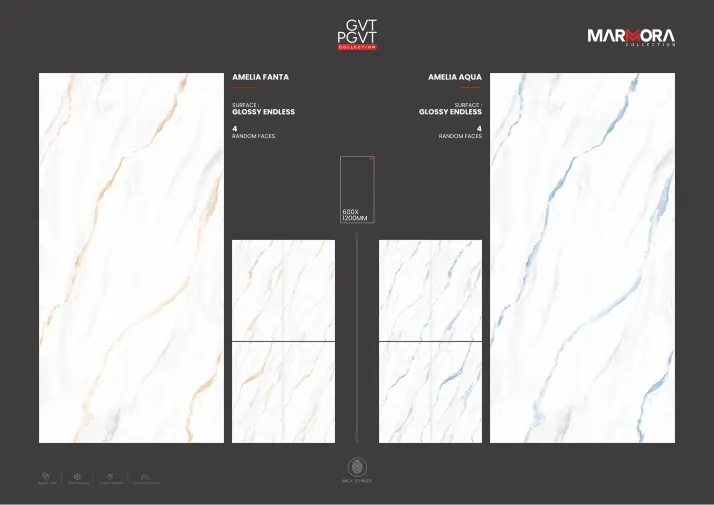 GVT
PGVT
COLLECTION
MARMORA
COLLECTION
AMELIA FANTA
SURFACE :
GLOSSY ENDLESS
4
RANDOM FACES
AMELIA AQUA
SURFACE :
GLOSSY ENDLESS
4
RANDOM FACES
600X
1200MM
BACK TO INDEX